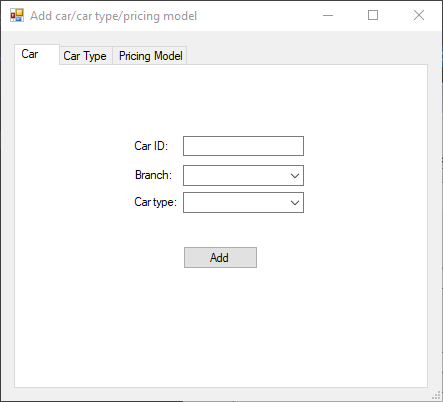 Add car/car type/pricing model
Car Car Type Pricing Model
Car ID:
Branch:
Car type:
Add